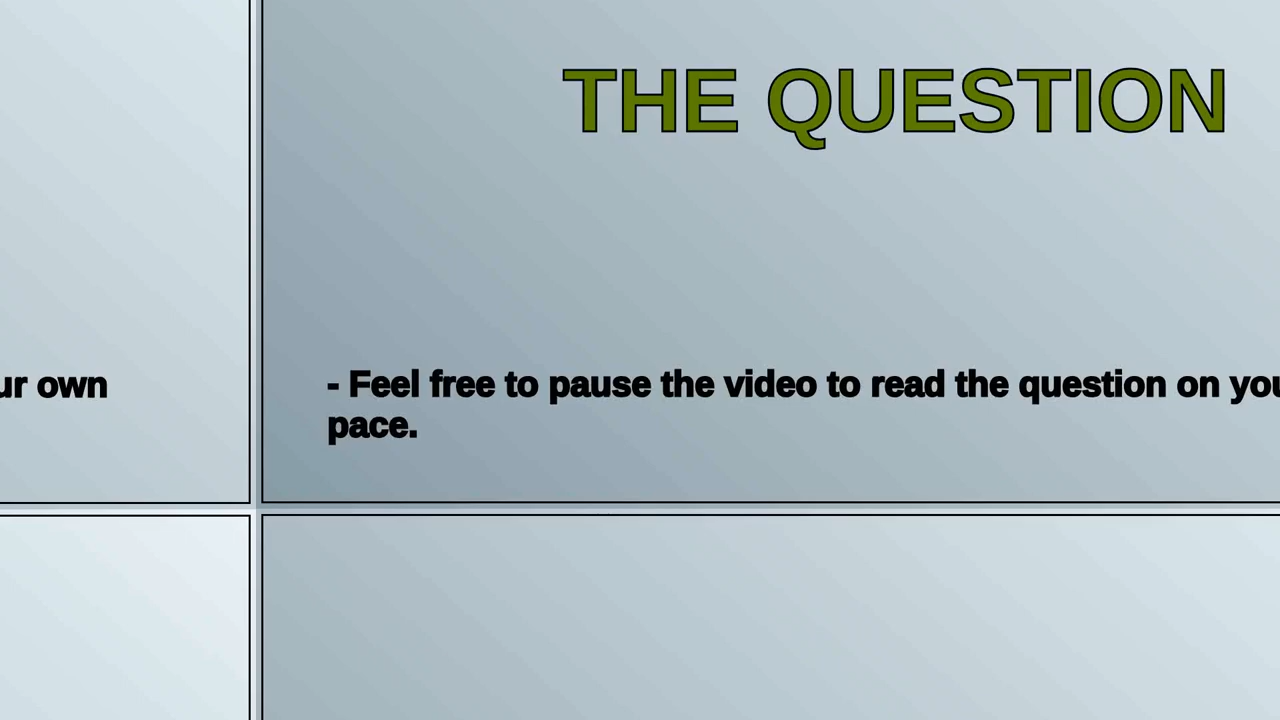 THE QUESTION
ur own
- Feel free to pause the video to read the question on you
pace.